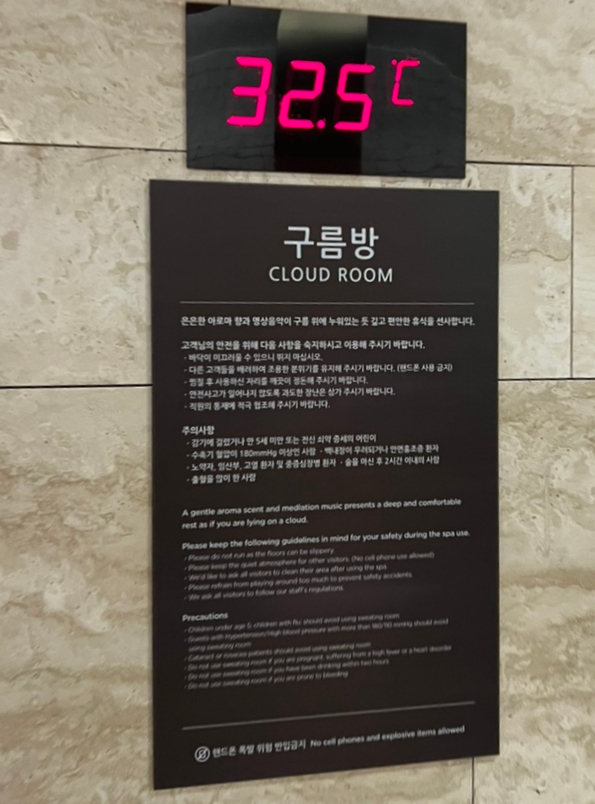 32.5℃
구름방
CLOUD ROOM
은은한 아로마 향과 명상음악이 구름 위에 누워있는 듯 깊고 편안한 휴식을 선사합니다.
고객님의 안전을 위해 다음 사항을 숙지하시고 이용해 주시기 바랍니다.
- 바닥이 미끄러울 수 있으니 뛰지 마십시오.
- 다른 고객들을 배려하여 조용한 분위기를 유지해 주시기 바랍니다. (핸드폰 사용 금지)
- 찜질 후 사용하신 자리를 깨끗이 정돈해 주시기 바랍니다.
- 안전사고가 일어나지 않도록 과도한 장난은 삼가 주시기 바랍니다.
- 직원의 통제에 적극 협조해 주시기 바랍니다.
주의사항
- 감기에 걸렸거나 만 5세 미만 또는 전신 쇠약 증세의 어린이
- 수축기 혈압이 180mmHg 이상인 사람 - 백내장이 우려되거나 안면홍조증 환자
- 노약자, 임산부, 고열 환자 및 중증심장병 환자 - 술을 마신 후 2시간 이내의 사람
- 출혈을 많이 한 사람
A gentle aroma scent and mediation music presents a deep and comfortable
rest as if you are lying on a cloud.
Please keep the following guidelines in mind for your safety during the spa use.
- Please do not run as the floors can be slippery.
- Please keep the quiet atmosphere for other visitors. (No cell phone use allowed)
- We'd like to ask all visitors to clean their area after using the spa.
- Please refrain from playing around too much to prevent safety accidents.
- We ask all visitors to follow our staff's regulations.
Precautions
- Children under age 6, children with flu should avoid using sweating room
- Guests with Hypertension/High blood pressure with more than 180/110 mmHg should avoid
using sweating room
- Cataract or rosacea patients should avoid using sweating room
- Do not use sweating room if you are pregnant, suffering from a high fever or a heart disorder
- Do not use sweating room if you have been drinking within two hours
- Do not use sweating room if you are prone to bleeding
핸드폰 폭발 위험 반입금지 No cell phones and explosive items allowed